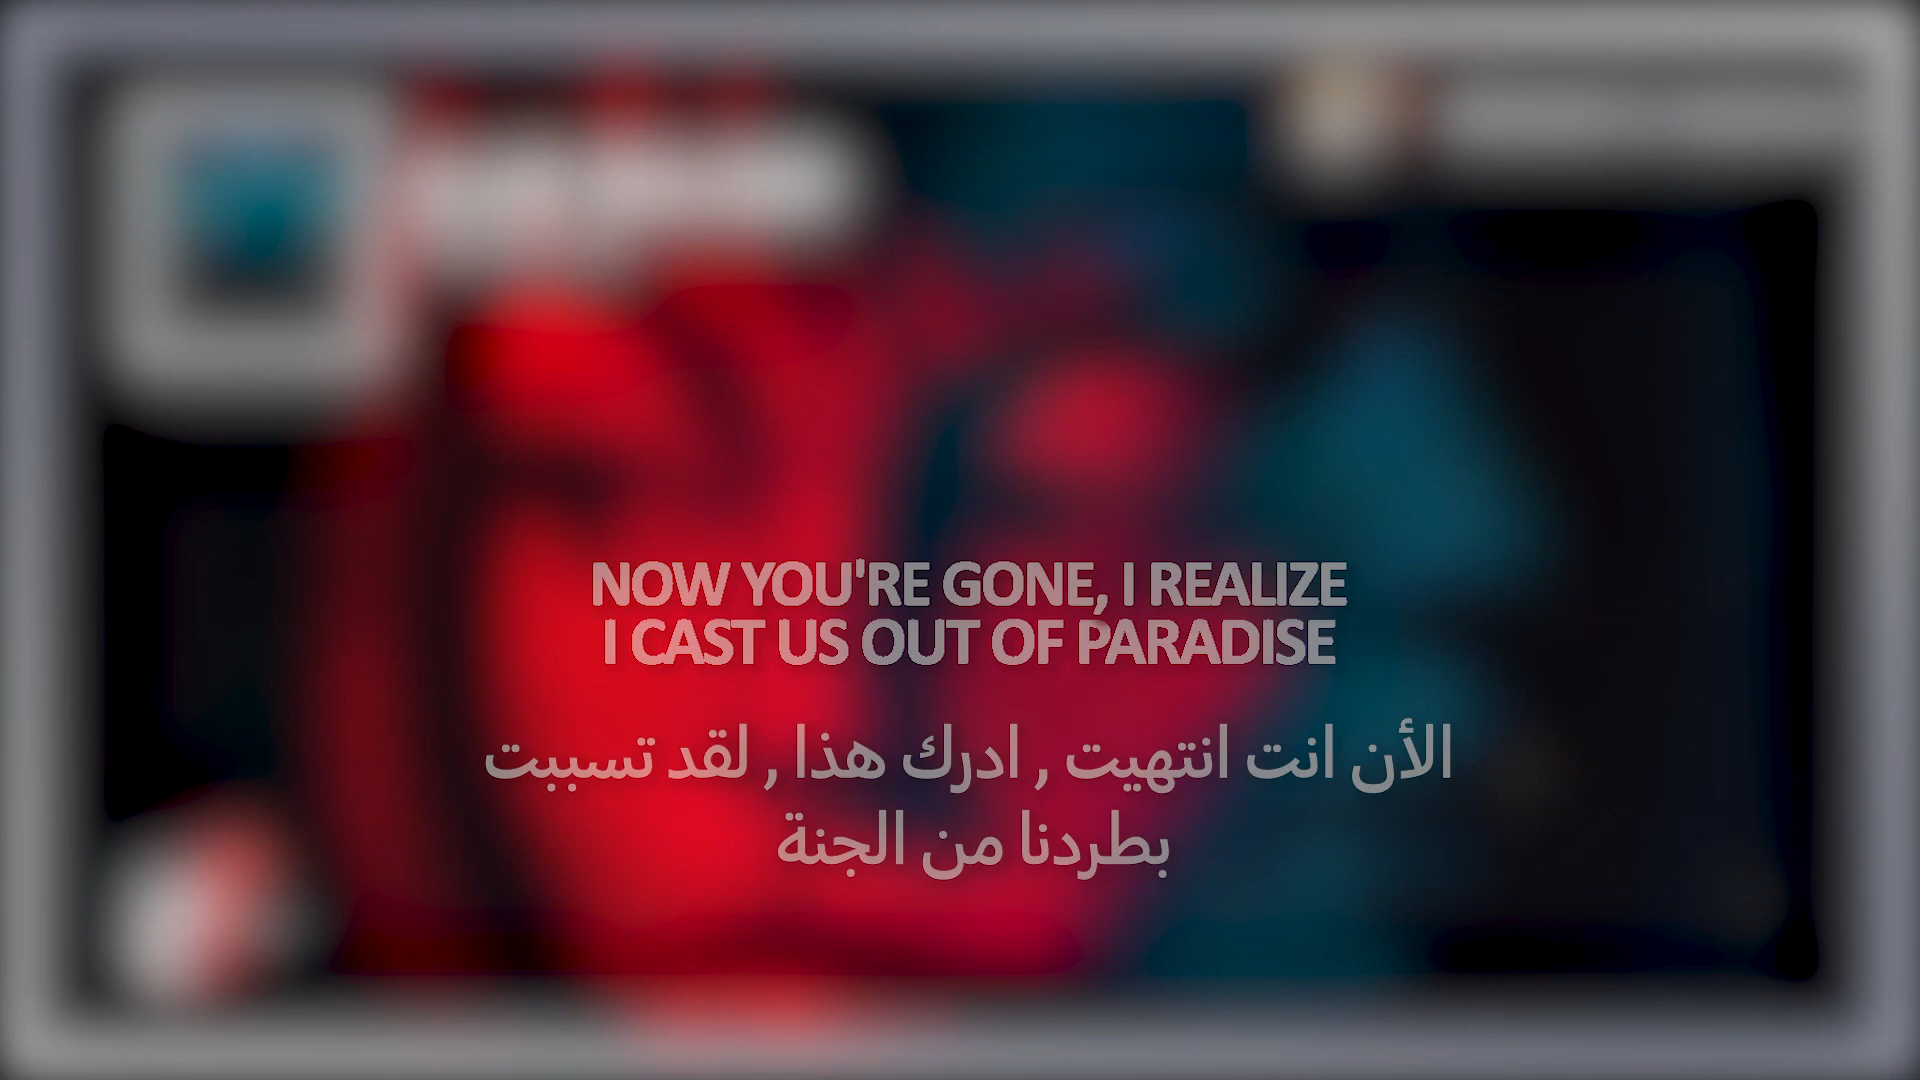 NOW YOU'RE GONE, I REALIZE
I CAST US OUT OF PARADISE
الأن انت انتهيت , ادرك هذا , لقد تسببت
بطردنا من الجنة